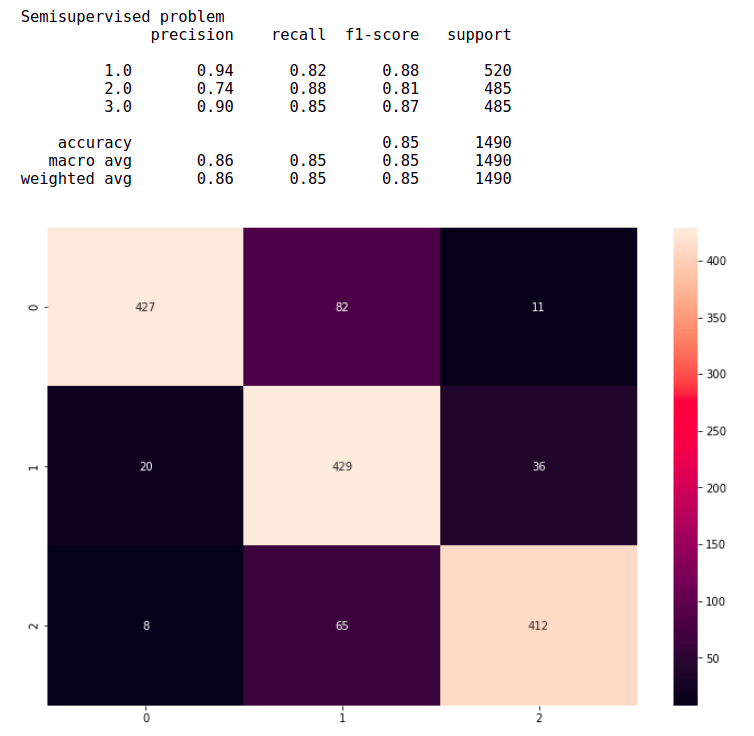 Semisupervised problem
precision recall f1-score support
1.0 0.94 0.82 0.88 520
2.0 0.74 0.88 0.81 485
3.0 0.90 0.85 0.87 485
accuracy 0.85 1490
macro avg 0.86 0.85 0.85 1490
weighted avg 0.86 0.85 0.85 1490
400
0 427 82 11
350
300
1 20 429 36
250
200
150
2 8 65 412
100
50
0 1 2